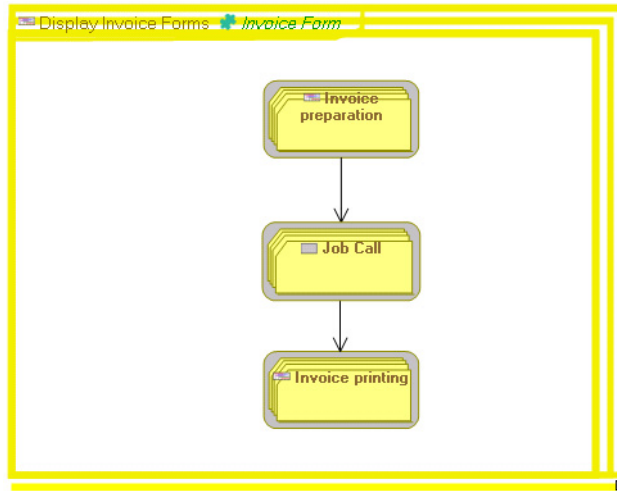 Display Invoice Forms Invoice Form
Invoice
preparation
Job Call
Invoice printing